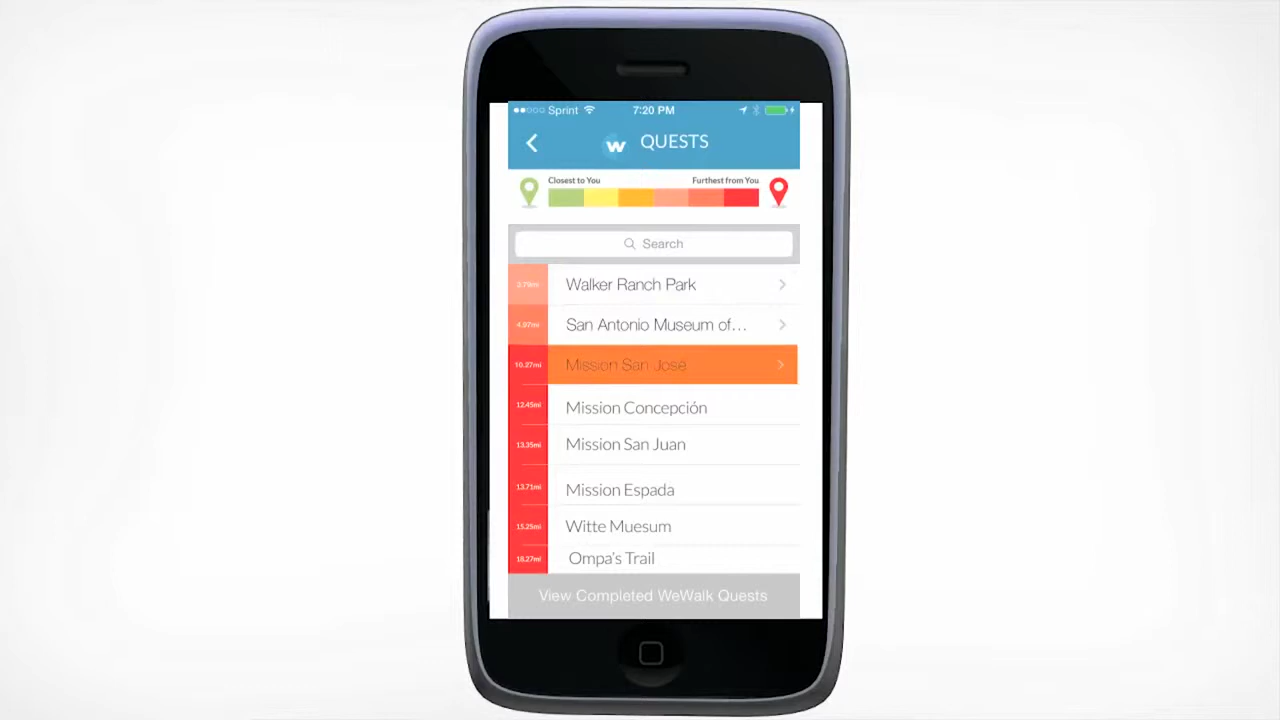 Sprint 7:20 PM
w QUESTS
Closest to You Furthest from You
Search
3.79mi Walker Ranch Park
4.97mi San Antonio Museum of...
10.27mi Mission San Jose
12.45mi Mission Concepción
13.35mi Mission San Juan
13.71mi Mission Espada
15.25mi Witte Muesum
18.27mi Ompa's Trail
View Completed WeWalk Quests